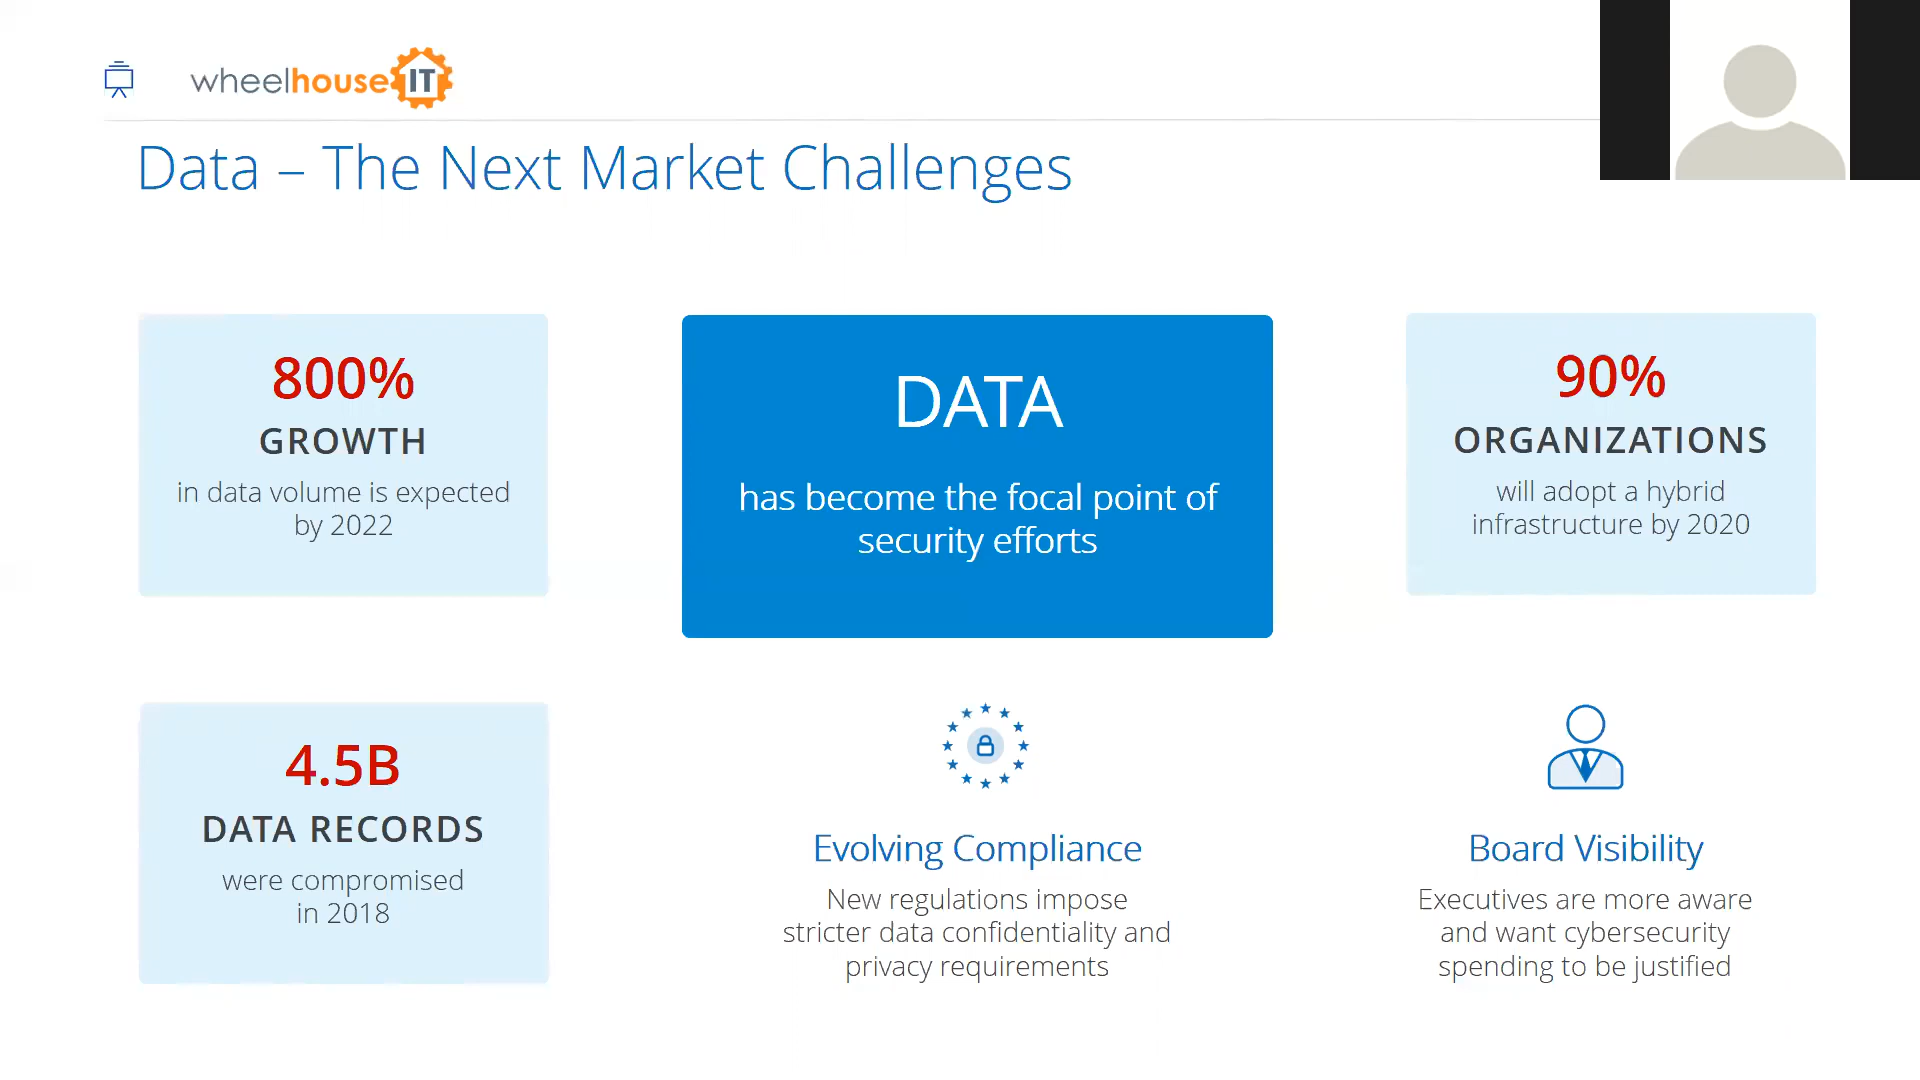 wheelhouse IT
Data – The Next Market Challenges
800%
GROWTH
in data volume is expected
by 2022
DATA
has become the focal point of
security efforts
90%
ORGANIZATIONS
will adopt a hybrid
infrastructure by 2020
4.5B
DATA RECORDS
were compromised
in 2018
Evolving Compliance
New regulations impose
stricter data confidentiality and
privacy requirements
Board Visibility
Executives are more aware
and want cybersecurity
spending to be justified